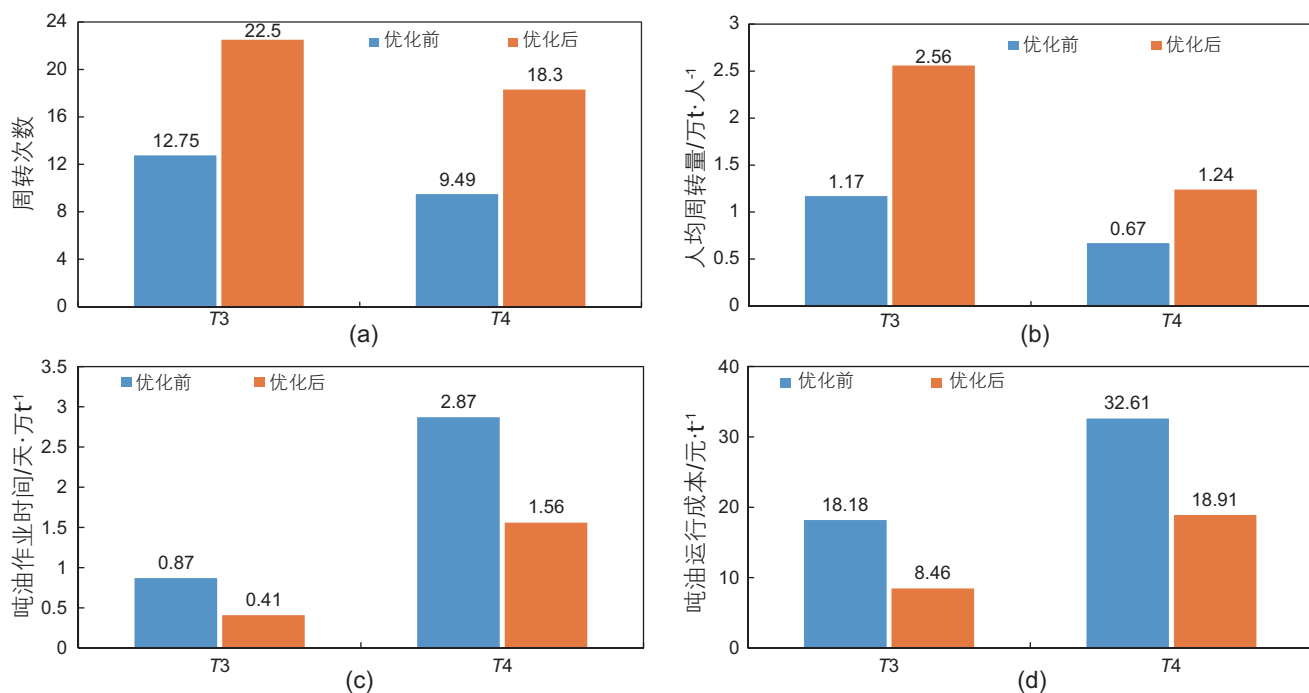 周转次数
24
20
16
12
8
4
0
优化前 优化后
12.75
22.5
9.49
18.3
T3 T4
(a)
人均周转量/万t·人-1
3
2.5
2
1.5
1
0.5
0
优化前 优化后
1.17
2.56
0.67
1.24
T3 T4
(b)
吨油作业时间/天·万t-1
3.5
3
2.5
2
1.5
1
0.5
0
优化前 优化后
0.87
0.41
2.87
1.56
T3 T4
(c)
吨油运行成本/元·t-1
40
30
20
10
0
优化前 优化后
18.18
8.46
32.61
18.91
T3 T4
(d)